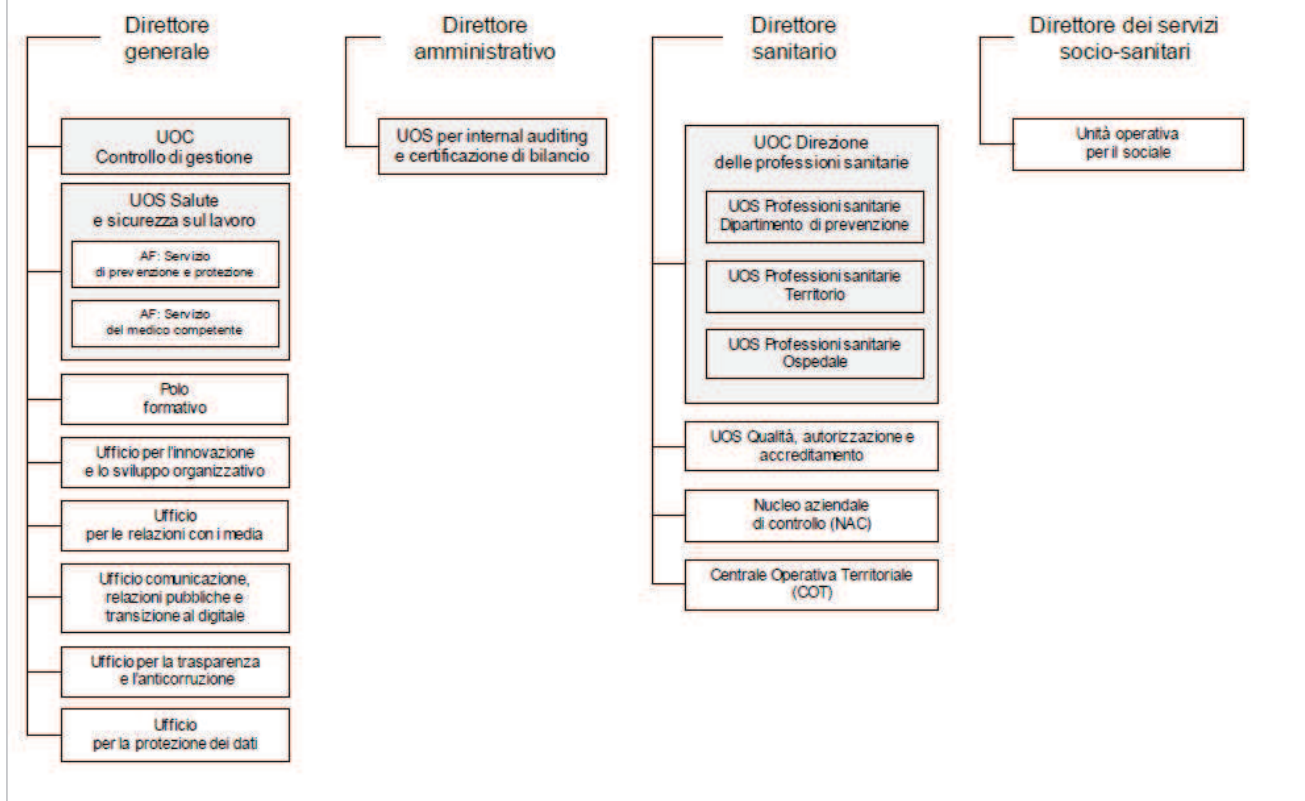 Direttore
generale
UOC
Controllo di gestione
UOS Salute
e sicurezza sul lavoro
AF: Servizio
di prevenzione e protezione
AF: Servizio
del medico competente
Polo
formativo
Ufficio per l'innovazione
e lo sviluppo organizzativo
Ufficio
per le relazioni con i media
Ufficio comunicazione,
relazioni pubbliche e
transizione al digitale
Ufficio per la trasparenza
e l'anticorruzione
Ufficio
per la protezione dei dati
Direttore
amministrativo
UOS per internal auditing
e certificazione di bilancio
Direttore
sanitario
UOC Direzione
delle professioni sanitarie
UOS Professioni sanitarie
Dipartimento di prevenzione
UOS Professioni sanitarie
Territorio
UOS Professioni sanitarie
Ospedale
UOS Qualità, autorizzazione e
accreditamento
Nucleo aziendale
di controllo (NAC)
Centrale Operativa Territoriale
(COT)
Direttore dei servizi
socio-sanitari
Unità operativa
per il sociale